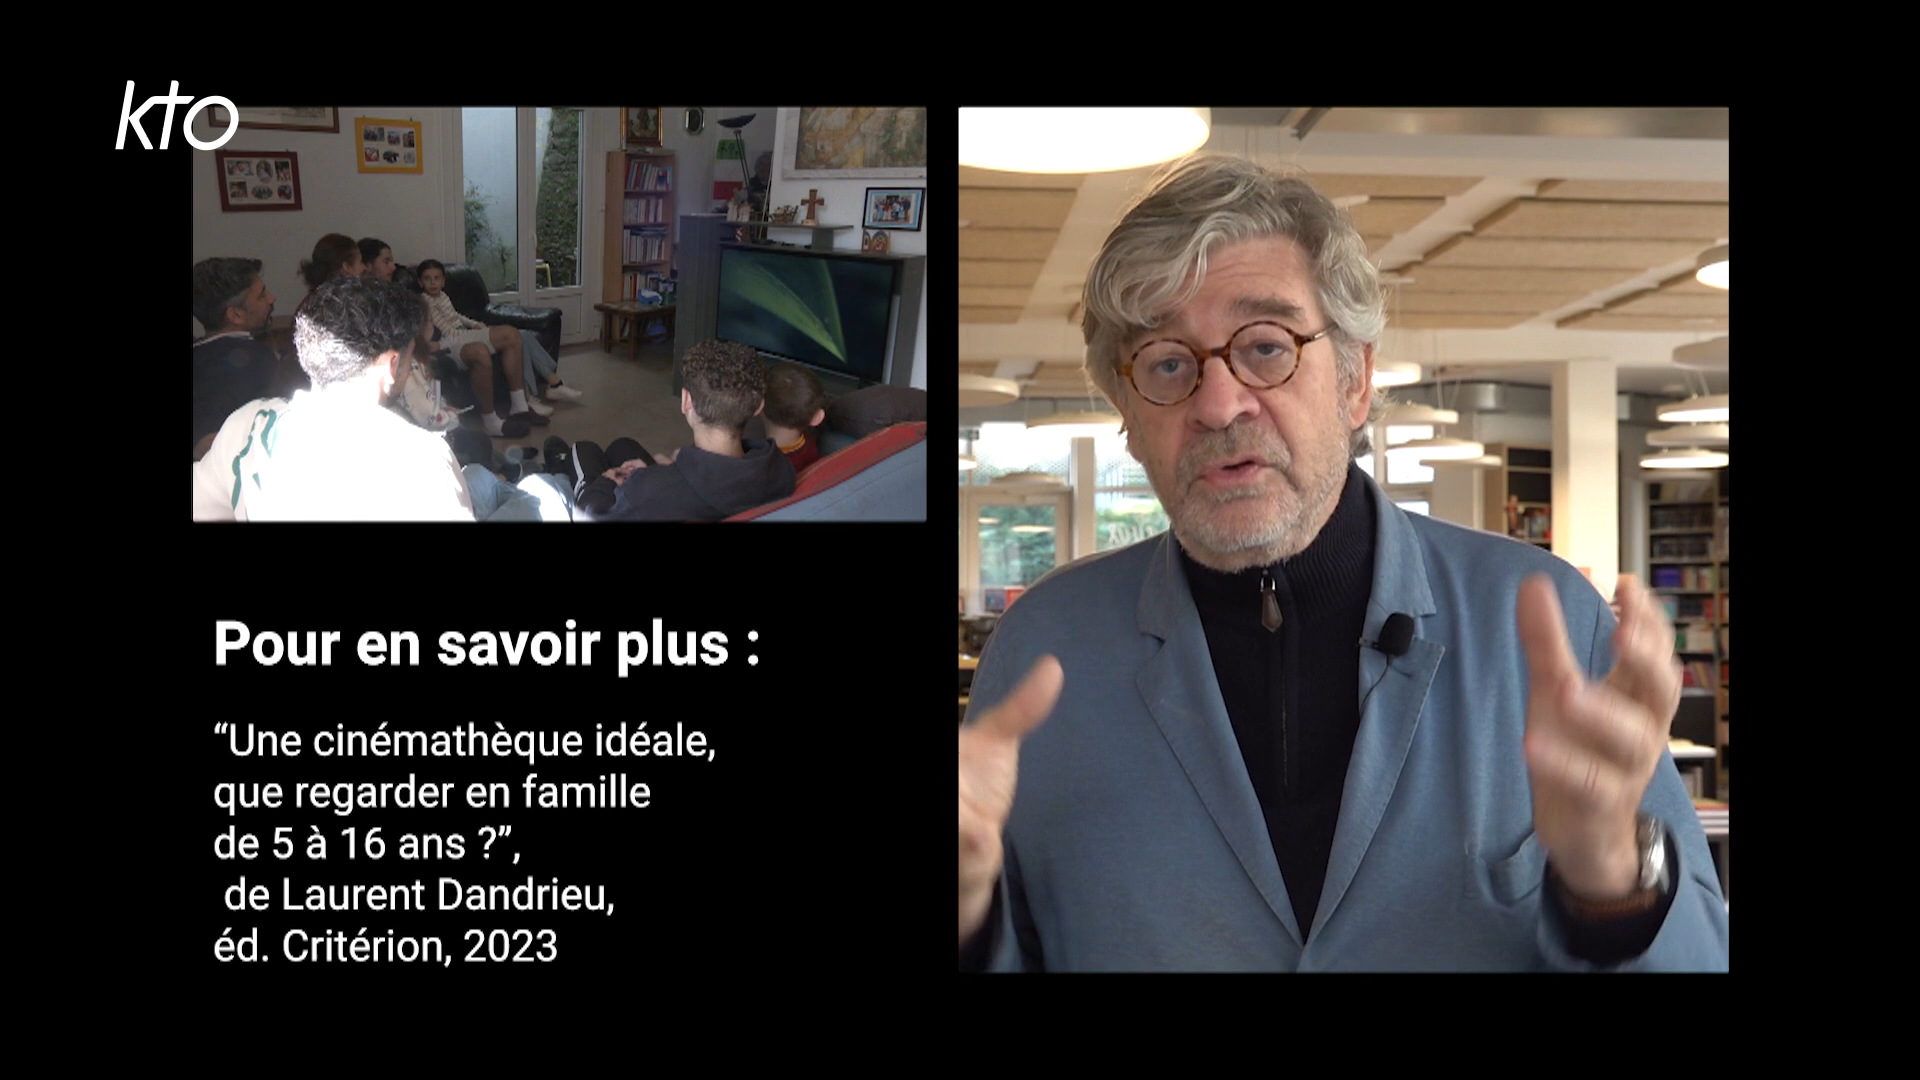 kto
Pour en savoir plus :
“Une cinémathèque idéale,
que regarder en famille
de 5 à 16 ans ?”,
de Laurent Dandrieu,
éd. Critérion, 2023